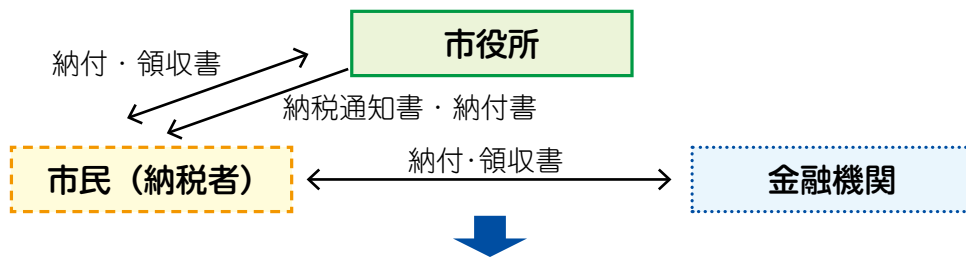 市役所
納付・領収書
納税通知書・納付書
市民（納税者）
納付・領収書
金融機関